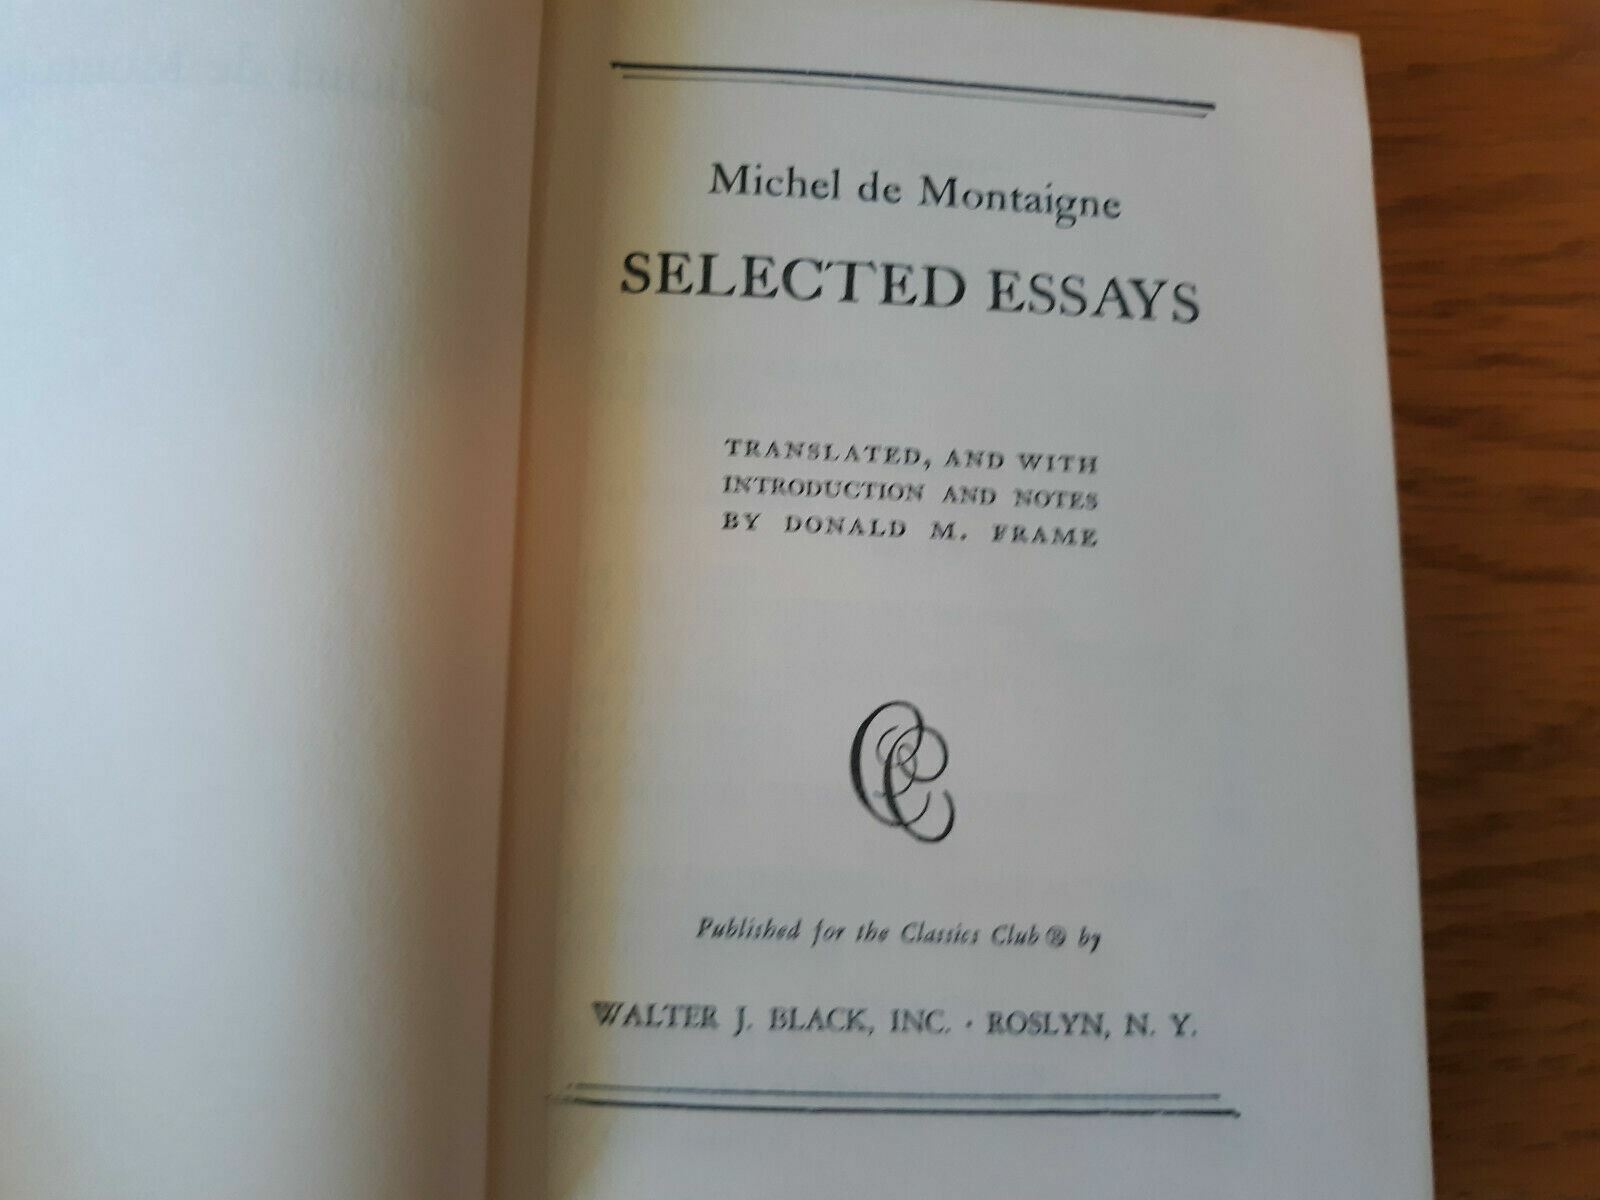 Michel de Montaigne
SELECTED ESSAYS
TRANSLATED, AND WITH
INTRODUCTION AND NOTES
BY DONALD M. FRAME
CC
Published for the Classics Club ® by
WALTER J. BLACK, INC. · ROSLYN, N. Y.